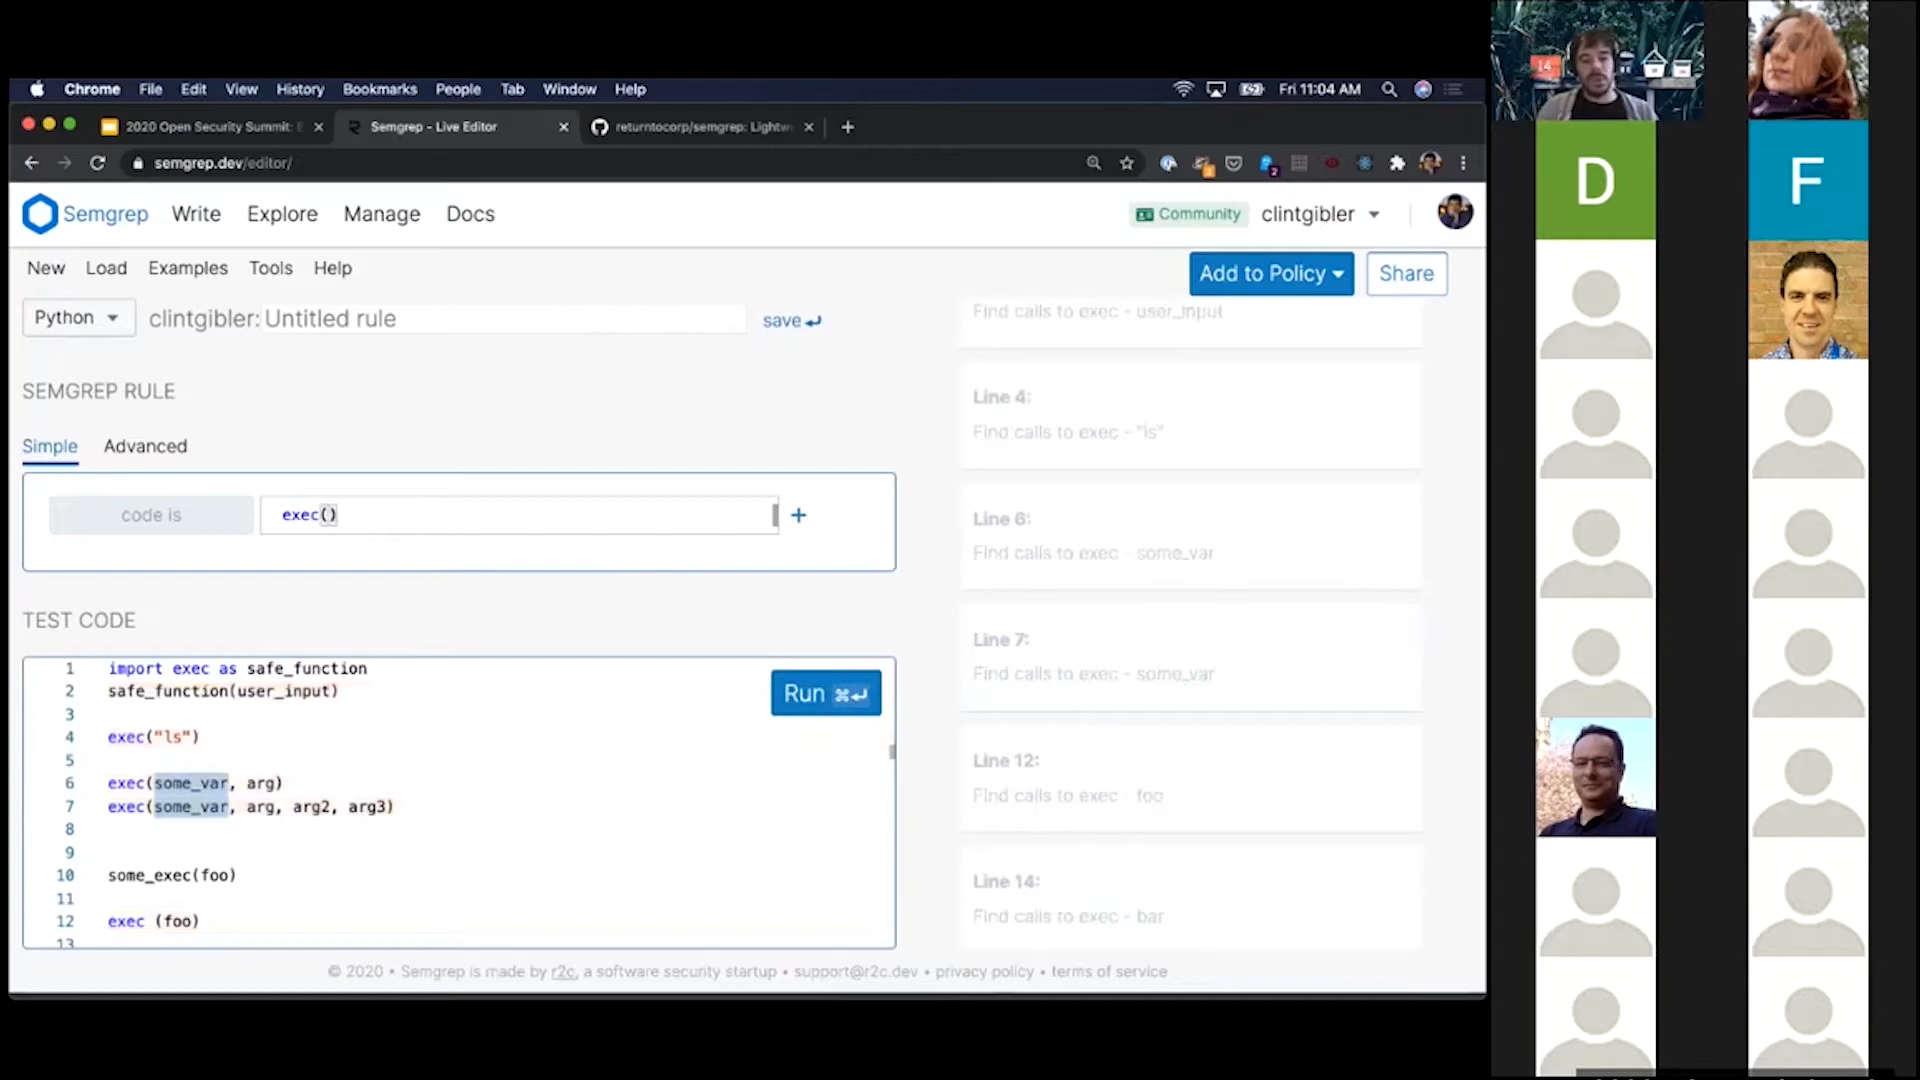 Chrome File Edit View History Bookmarks People Tab Window Help Fri 11:04 AM
2020 Open Security Summit: E
Semgrep - Live Editor
returntocorp/semgrep: Lightw
semgrep.dev/editor/
Semgrep Write Explore Manage Docs
Community clintgibler
New Load Examples Tools Help
Add to Policy Share
Python clintgibler: Untitled rule save
SEMGREP RULE
Simple Advanced
code is exec()
TEST CODE
Run ⌘↵
1 import exec as safe_function
2 safe_function(user_input)
3
4 exec("ls")
5
6 exec(some_var, arg)
7 exec(some_var, arg, arg2, arg3)
8
9
10 some_exec(foo)
11
12 exec (foo)
13
Find calls to exec - user_input
Line 4:
Find calls to exec - "ls"
Line 6:
Find calls to exec - some_var
Line 7:
Find calls to exec - some_var
Line 12:
Find calls to exec - foo
Line 14:
Find calls to exec - bar
© 2020 • Semgrep is made by r2c, a software security startup • support@r2c.dev • privacy policy • terms of service
14
D
F